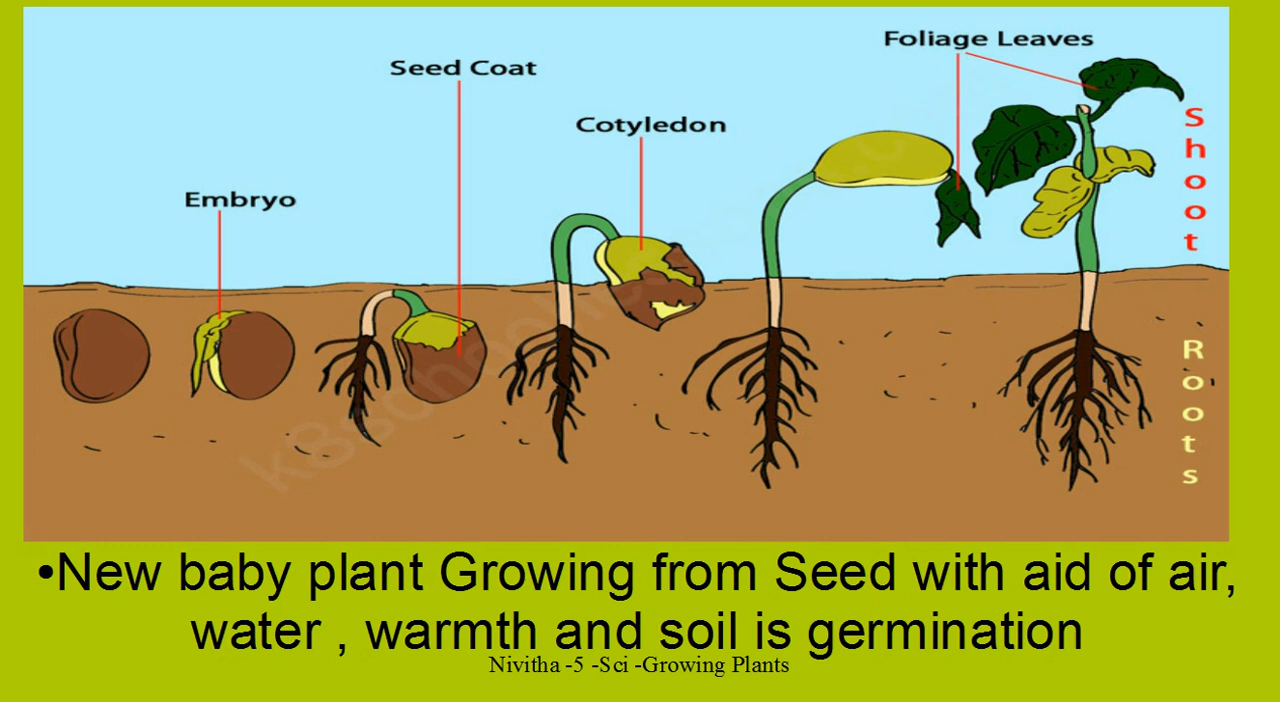 Foliage Leaves
Seed Coat
Cotyledon
Embryo
Shoot
Roots
•New baby plant Growing from Seed with aid of air,
water , warmth and soil is germination
Nivitha -5 -Sci -Growing Plants